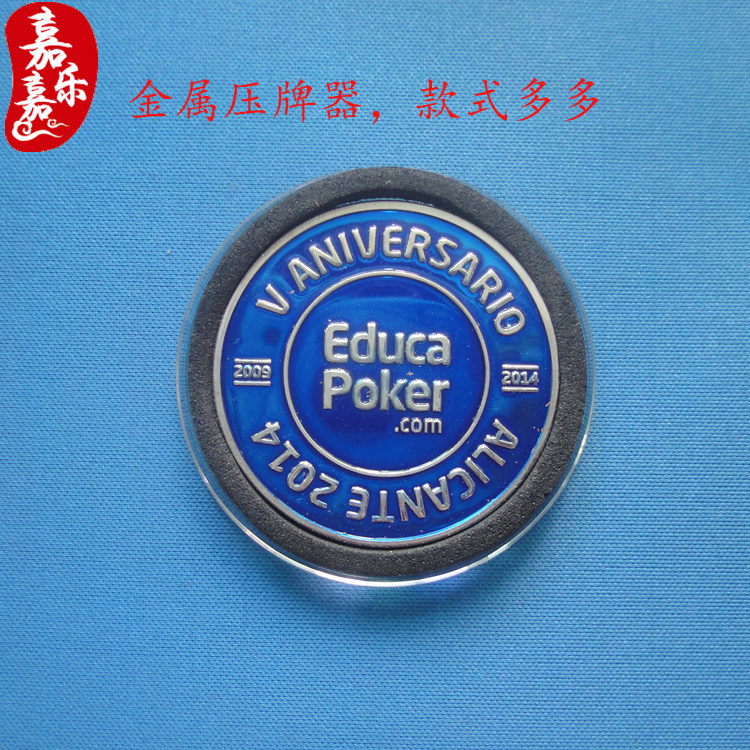 嘉乐
嘉
金属压牌器，款式多多
V ANIVERSARIO
2009
Educa
Poker
.com
2014
ALICANTE 2014